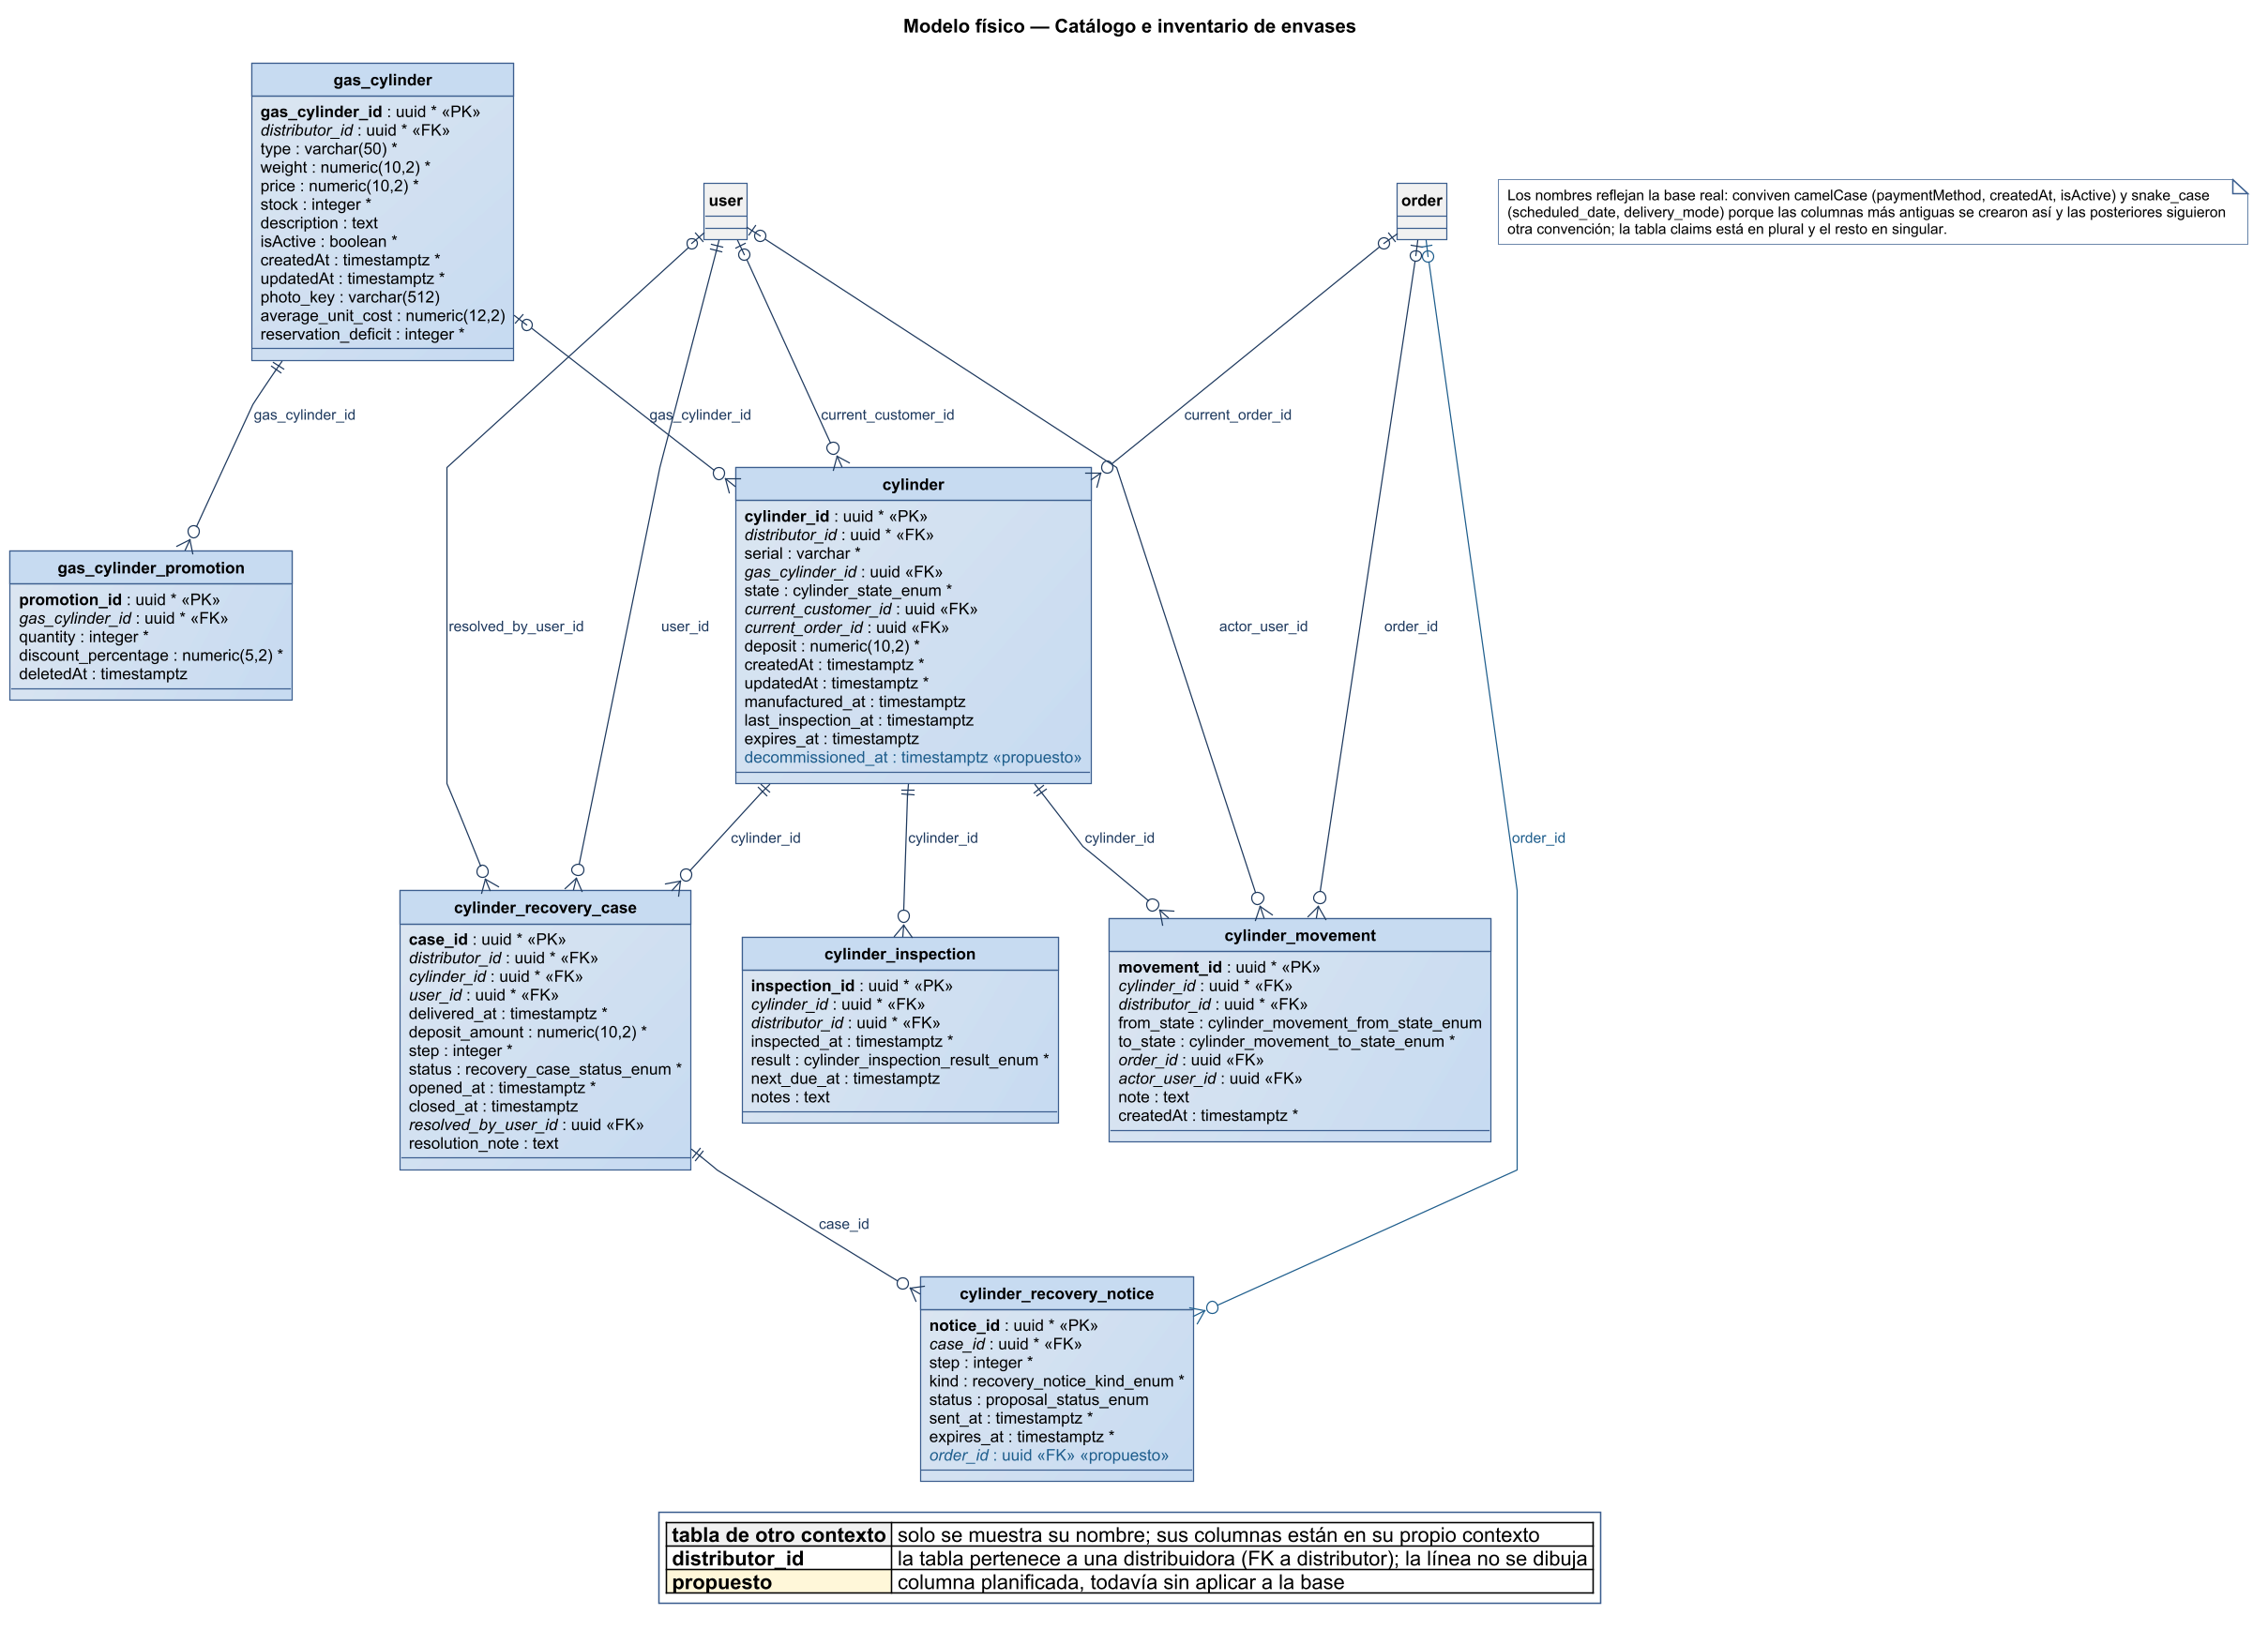 Modelo físico — Catálogo e inventario de envases
gas_cylinder
gas_cylinder_id : uuid * «PK»
distributor_id : uuid * «FK»
type : varchar(50) *
weight : numeric(10,2) *
price : numeric(10,2) *
stock : integer *
description : text
isActive : boolean *
createdAt : timestamptz *
updatedAt : timestamptz *
photo_key : varchar(512)
average_unit_cost : numeric(12,2)
reservation_deficit : integer *
user
order
Los nombres reflejan la base real: conviven camelCase (paymentMethod, createdAt, isActive) y snake_case
(scheduled_date, delivery_mode) porque las columnas más antiguas se crearon así y las posteriores siguieron
otra convención; la tabla claims está en plural y el resto en singular.
gas_cylinder_id
gas_cylinder_id
current_customer_id
current_order_id
cylinder
cylinder_id : uuid * «PK»
distributor_id : uuid * «FK»
serial : varchar *
gas_cylinder_id : uuid «FK»
state : cylinder_state_enum *
current_customer_id : uuid «FK»
current_order_id : uuid «FK»
deposit : numeric(10,2) *
createdAt : timestamptz *
updatedAt : timestamptz *
manufactured_at : timestamptz
last_inspection_at : timestamptz
expires_at : timestamptz
decommissioned_at : timestamptz «propuesto»
gas_cylinder_promotion
promotion_id : uuid * «PK»
gas_cylinder_id : uuid * «FK»
quantity : integer *
discount_percentage : numeric(5,2) *
deletedAt : timestamptz
resolved_by_user_id
user_id
actor_user_id
order_id
cylinder_id
cylinder_id
cylinder_id
order_id
cylinder_recovery_case
case_id : uuid * «PK»
distributor_id : uuid * «FK»
cylinder_id : uuid * «FK»
user_id : uuid * «FK»
delivered_at : timestamptz *
deposit_amount : numeric(10,2) *
step : integer *
status : recovery_case_status_enum *
opened_at : timestamptz *
closed_at : timestamptz
resolved_by_user_id : uuid «FK»
resolution_note : text
cylinder_inspection
inspection_id : uuid * «PK»
cylinder_id : uuid * «FK»
distributor_id : uuid * «FK»
inspected_at : timestamptz *
result : cylinder_inspection_result_enum *
next_due_at : timestamptz
notes : text
cylinder_movement
movement_id : uuid * «PK»
cylinder_id : uuid * «FK»
distributor_id : uuid * «FK»
from_state : cylinder_movement_from_state_enum
to_state : cylinder_movement_to_state_enum *
order_id : uuid «FK»
actor_user_id : uuid «FK»
note : text
createdAt : timestamptz *
case_id
cylinder_recovery_notice
notice_id : uuid * «PK»
case_id : uuid * «FK»
step : integer *
kind : recovery_notice_kind_enum *
status : proposal_status_enum
sent_at : timestamptz *
expires_at : timestamptz *
order_id : uuid «FK» «propuesto»
tabla de otro contexto solo se muestra su nombre; sus columnas están en su propio contexto
distributor_id la tabla pertenece a una distribuidora (FK a distributor); la línea no se dibuja
propuesto columna planificada, todavía sin aplicar a la base